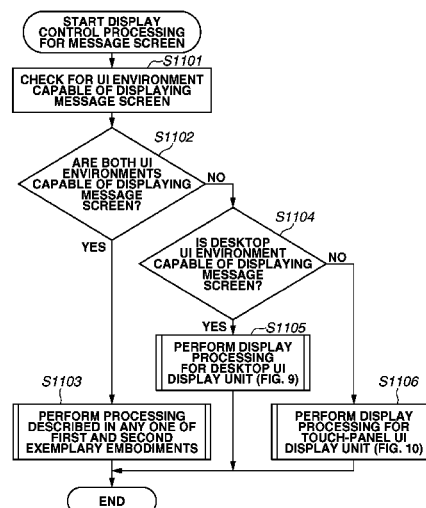 START DISPLAY
CONTROL PROCESSING
FOR MESSAGE SCREEN
S1101
CHECK FOR UI ENVIRONMENT
CAPABLE OF DISPLAYING
MESSAGE SCREEN
S1102
ARE BOTH UI
ENVIRONMENTS
CAPABLE OF DISPLAYING
MESSAGE
SCREEN?
NO
YES
S1104
IS DESKTOP
UI ENVIRONMENT
CAPABLE OF DISPLAYING
MESSAGE
SCREEN?
NO
YES
S1105
PERFORM DISPLAY
PROCESSING
FOR DESKTOP UI
DISPLAY UNIT (FIG. 9)
S1103
PERFORM PROCESSING
DESCRIBED IN ANY ONE OF
FIRST AND SECOND
EXEMPLARY EMBODIMENTS
S1106
PERFORM DISPLAY
PROCESSING FOR
TOUCH-PANEL UI
DISPLAY UNIT (FIG. 10)
END